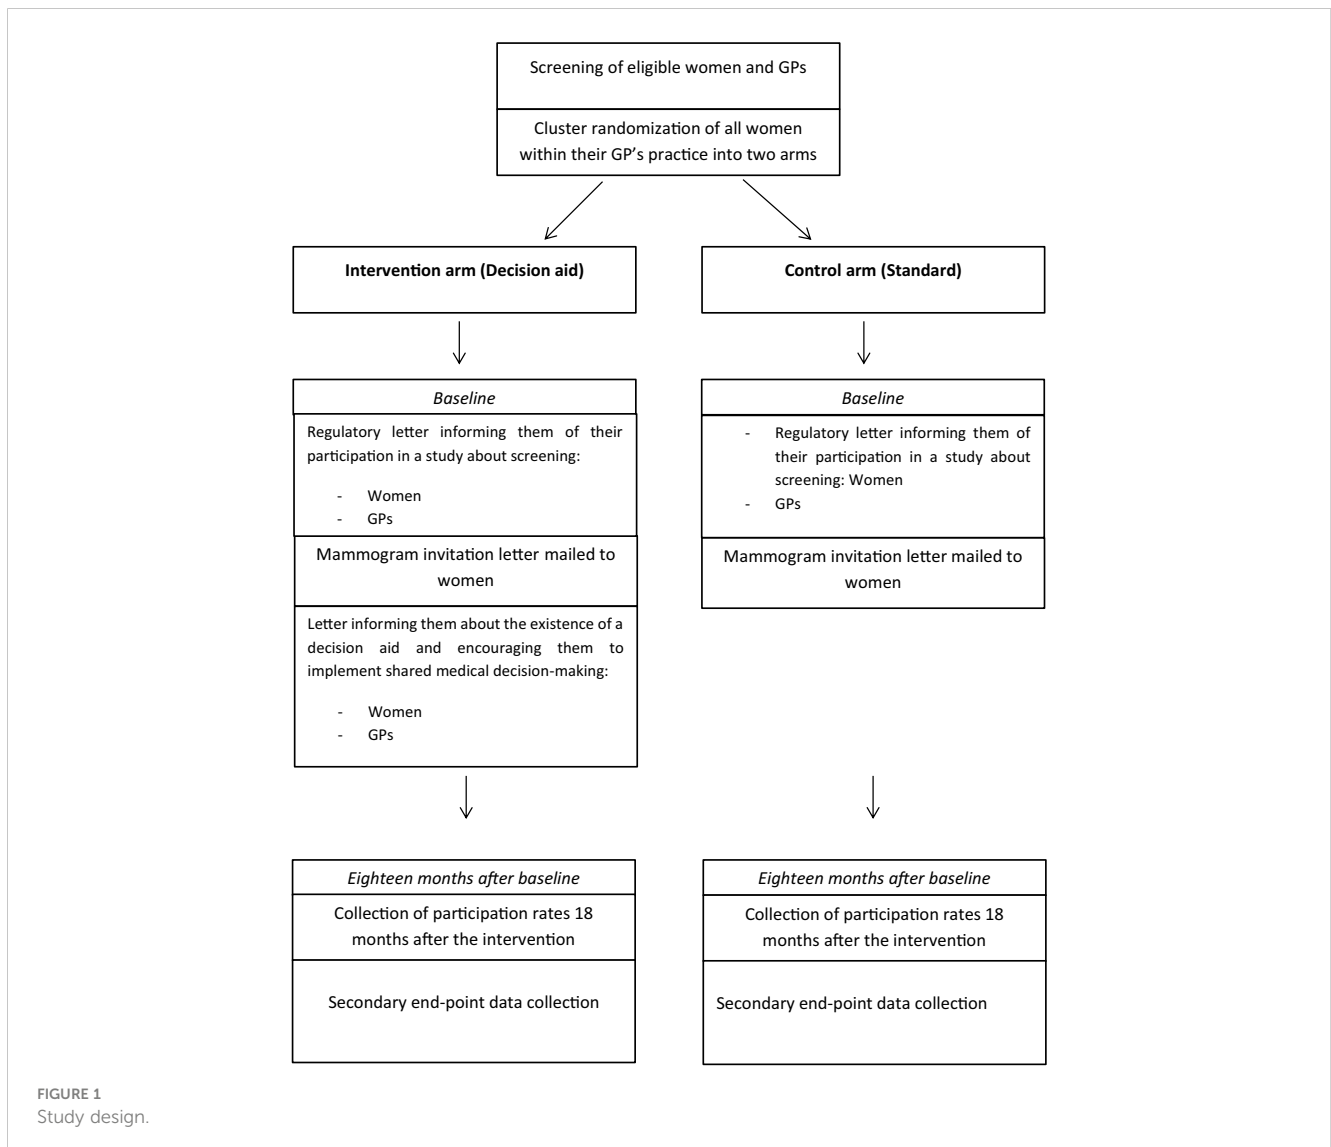 Screening of eligible women and GPs
Cluster randomization of all women
within their GP's practice into two arms
Intervention arm (Decision aid)
Control arm (Standard)
Baseline
Regulatory letter informing them of their
participation in a study about screening:
- Women
- GPs
Mammogram invitation letter mailed to
women
Letter informing them about the existence of a
decision aid and encouraging them to
implement shared medical decision-making:
- Women
- GPs
Baseline
- Regulatory letter informing them of
their participation in a study about
screening: Women
- GPs
Mammogram invitation letter mailed to
women
Eighteen months after baseline
Collection of participation rates 18
months after the intervention
Secondary end-point data collection
Eighteen months after baseline
Collection of participation rates 18
months after the intervention
Secondary end-point data collection
FIGURE 1
Study design.